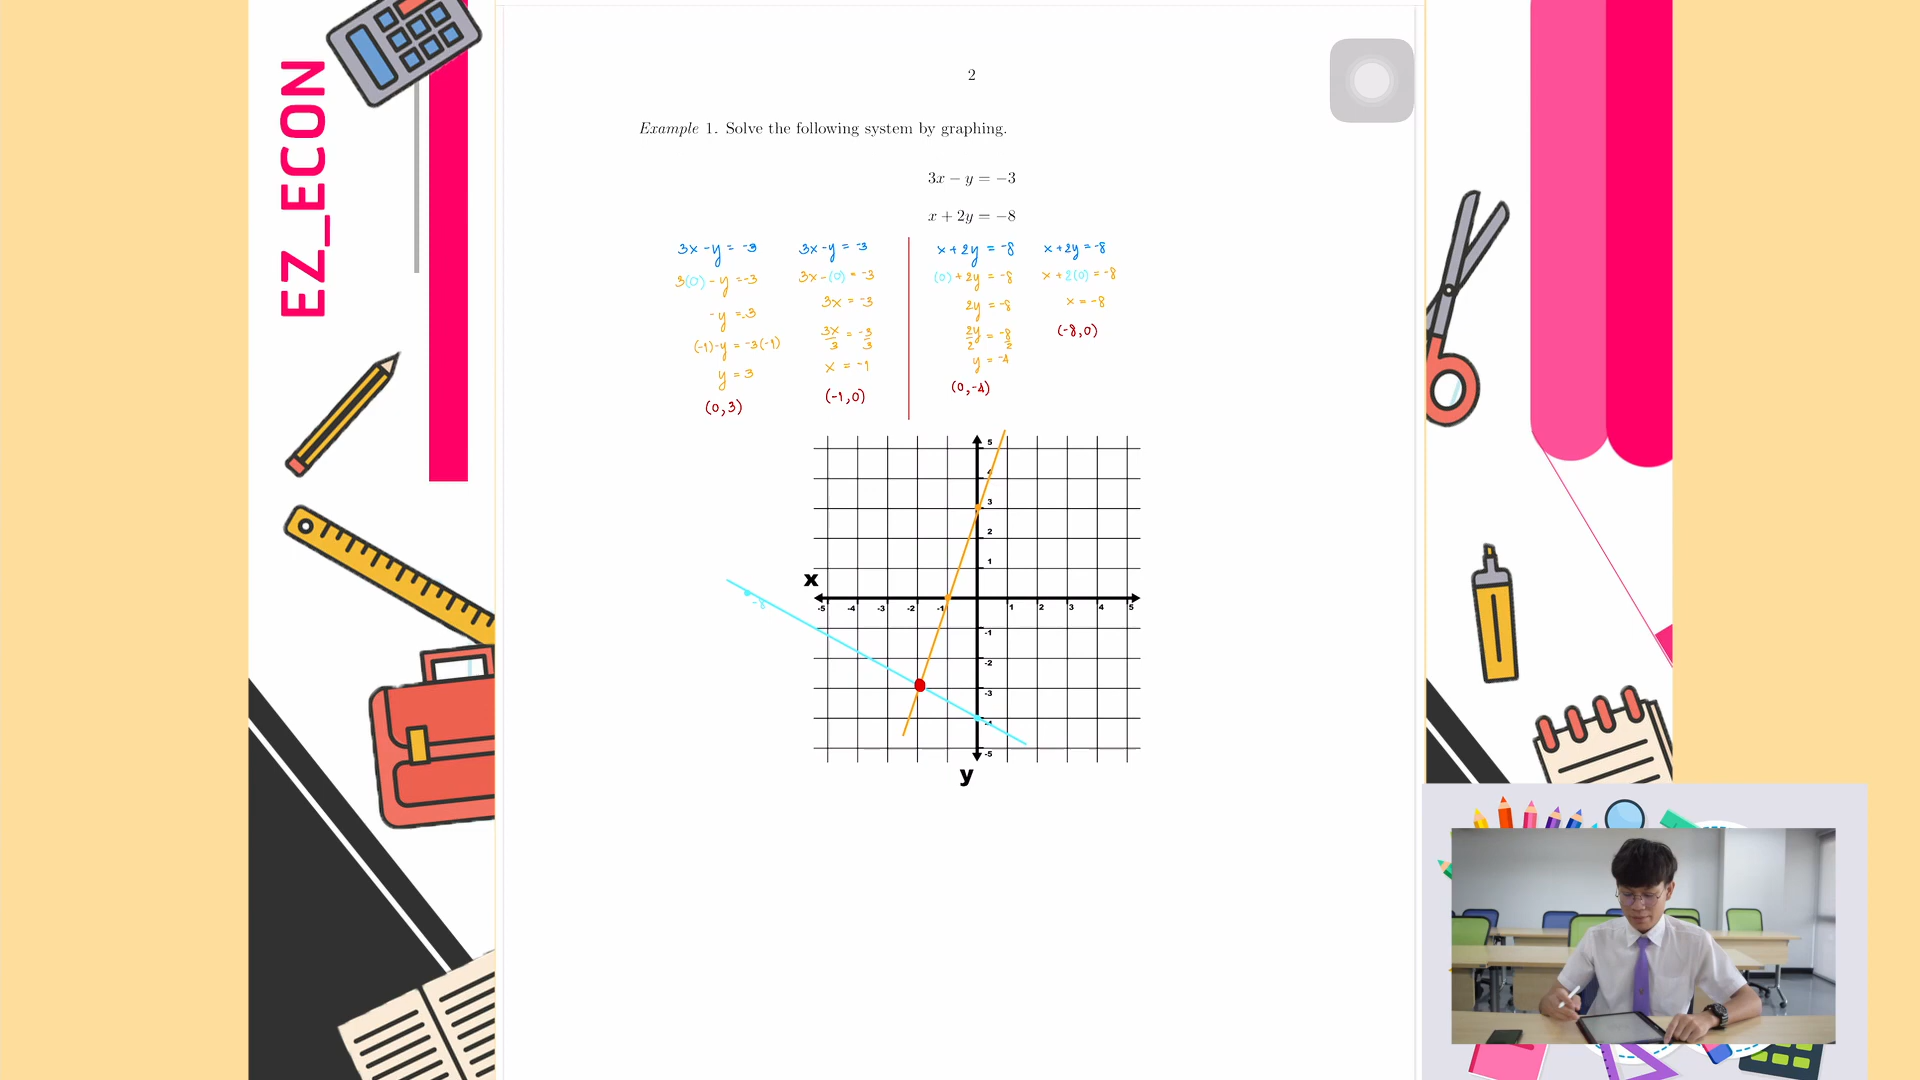 EZ_ECON
2
Example 1. Solve the following system by graphing.
3x − y = −3
x + 2y = −8
3x - y = -3
3(0) - y = -3
-y = -3
(-1)-y = -3(-1)
y = 3
(0,3)
3x - y = -3
3x - (0) = -3
3x = -3
3x/3 = -3/3
x = -1
(-1,0)
x + 2y = -8
(0) + 2y = -8
2y = -8
2y/2 = -8/2
y = -4
(0,-4)
x + 2y = -8
x + 2(0) = -8
x = -8
(-8,0)
5
4
3
2
1
x
-8
-5 -4 -3 -2 -1 1 2 3 4 5
-1
-2
-3
-4
-5
y